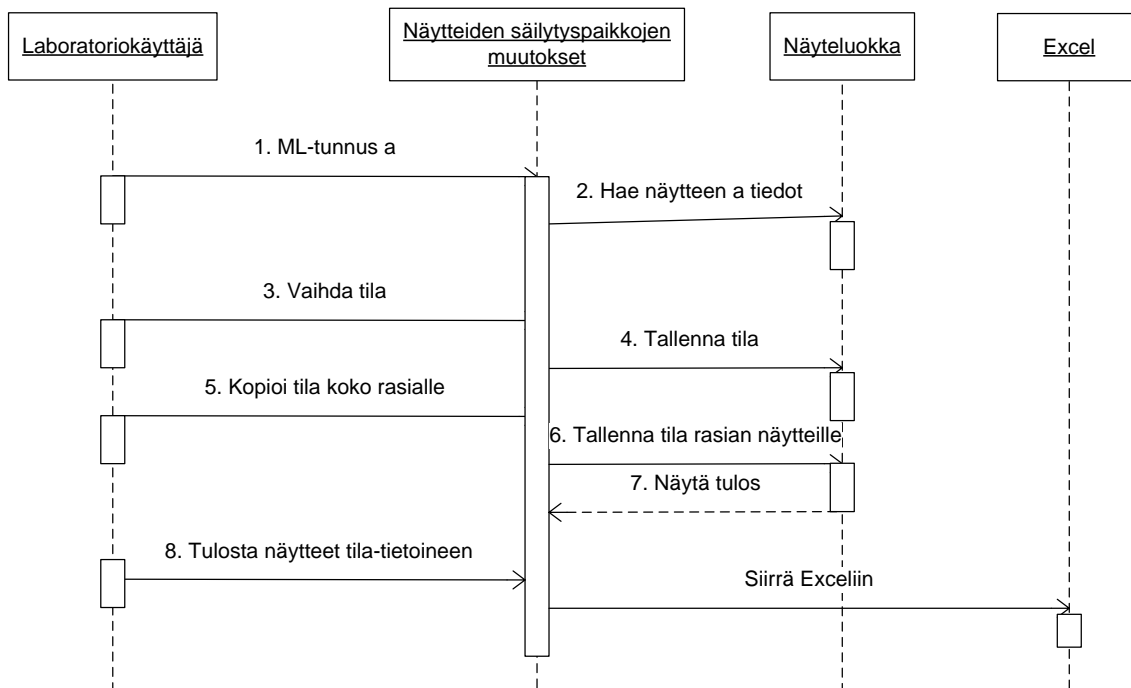 Laboratoriokäyttäjä
Näytteiden säilytyspaikkojen
muutokset
Näyteluokka
Excel
1. ML-tunnus a
2. Hae näytteen a tiedot
3. Vaihda tila
4. Tallenna tila
5. Kopioi tila koko rasialle
6. Tallenna tila rasian näytteille
7. Näytä tulos
8. Tulosta näytteet tila-tietoineen
Siirrä Exceliin